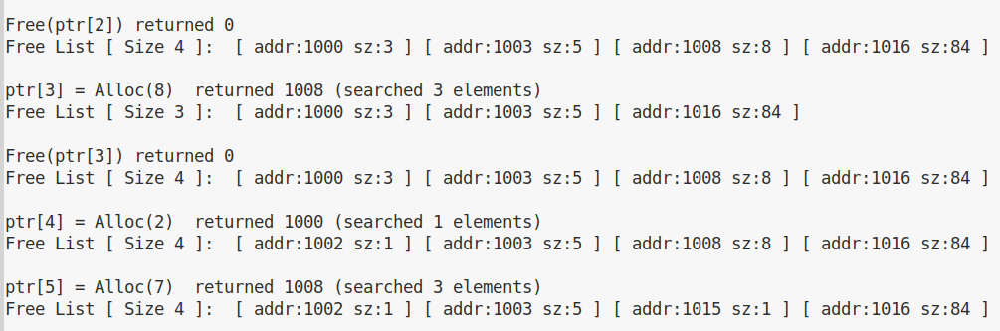 Free(ptr[2]) returned 0
Free List [ Size 4 ]:  [ addr:1000 sz:3 ] [ addr:1003 sz:5 ] [ addr:1008 sz:8 ] [ addr:1016 sz:84 ]
ptr[3] = Alloc(8)  returned 1008 (searched 3 elements)
Free List [ Size 3 ]:  [ addr:1000 sz:3 ] [ addr:1003 sz:5 ] [ addr:1016 sz:84 ]
Free(ptr[3]) returned 0
Free List [ Size 4 ]:  [ addr:1000 sz:3 ] [ addr:1003 sz:5 ] [ addr:1008 sz:8 ] [ addr:1016 sz:84 ]
ptr[4] = Alloc(2)  returned 1000 (searched 1 elements)
Free List [ Size 4 ]:  [ addr:1002 sz:1 ] [ addr:1003 sz:5 ] [ addr:1008 sz:8 ] [ addr:1016 sz:84 ]
ptr[5] = Alloc(7)  returned 1008 (searched 3 elements)
Free List [ Size 4 ]:  [ addr:1002 sz:1 ] [ addr:1003 sz:5 ] [ addr:1015 sz:1 ] [ addr:1016 sz:84 ]